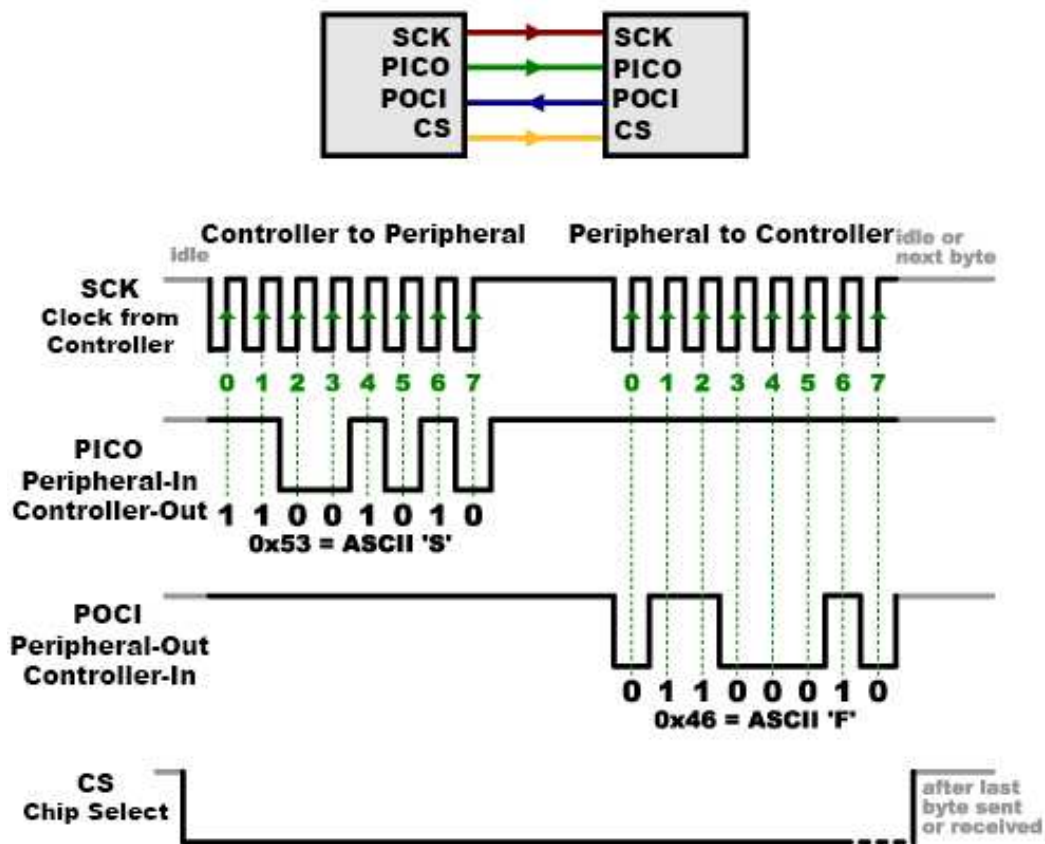 SCK SCK
PICO PICO
POCI POCI
CS CS
Controller to Peripheral Peripheral to Controller
idle
idle or
next byte
SCK
Clock from
Controller
0 1 2 3 4 5 6 7 0 1 2 3 4 5 6 7
PICO
Peripheral-In
Controller-Out
1 1 0 0 1 0 1 0
0x53 = ASCII 'S'
POCI
Peripheral-Out
Controller-In
0 1 1 0 0 0 1 0
0x46 = ASCII 'F'
CS
Chip Select
after last
byte sent
or received